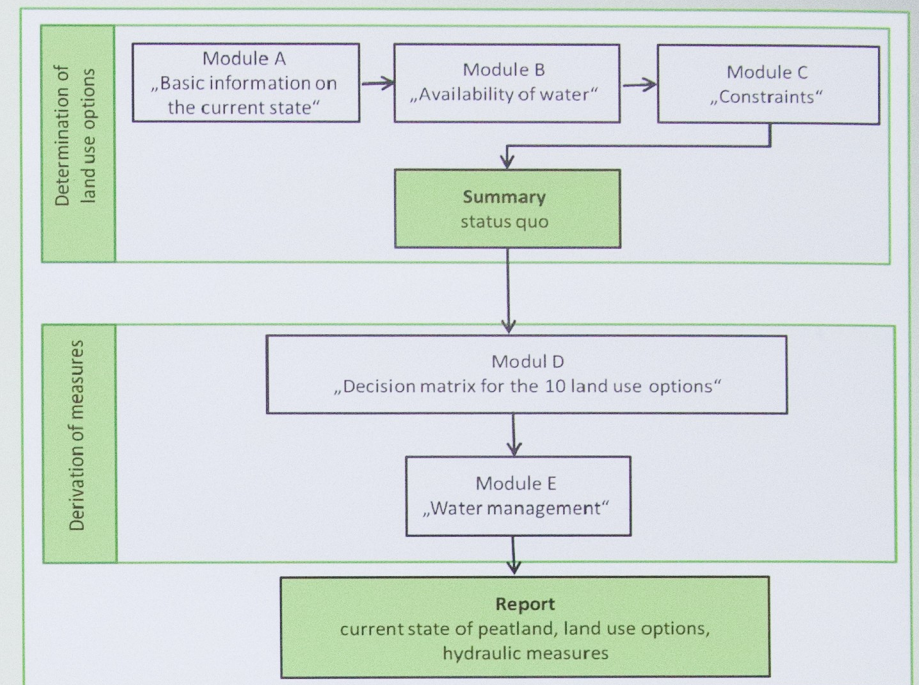 Determination of
land use options
Module A
„Basic information on
the current state“
Module B
„Availability of water“
Module C
„Constraints“
Summary
status quo
Derivation of measures
Modul D
„Decision matrix for the 10 land use options“
Module E
„Water management“
Report
current state of peatland, land use options,
hydraulic measures